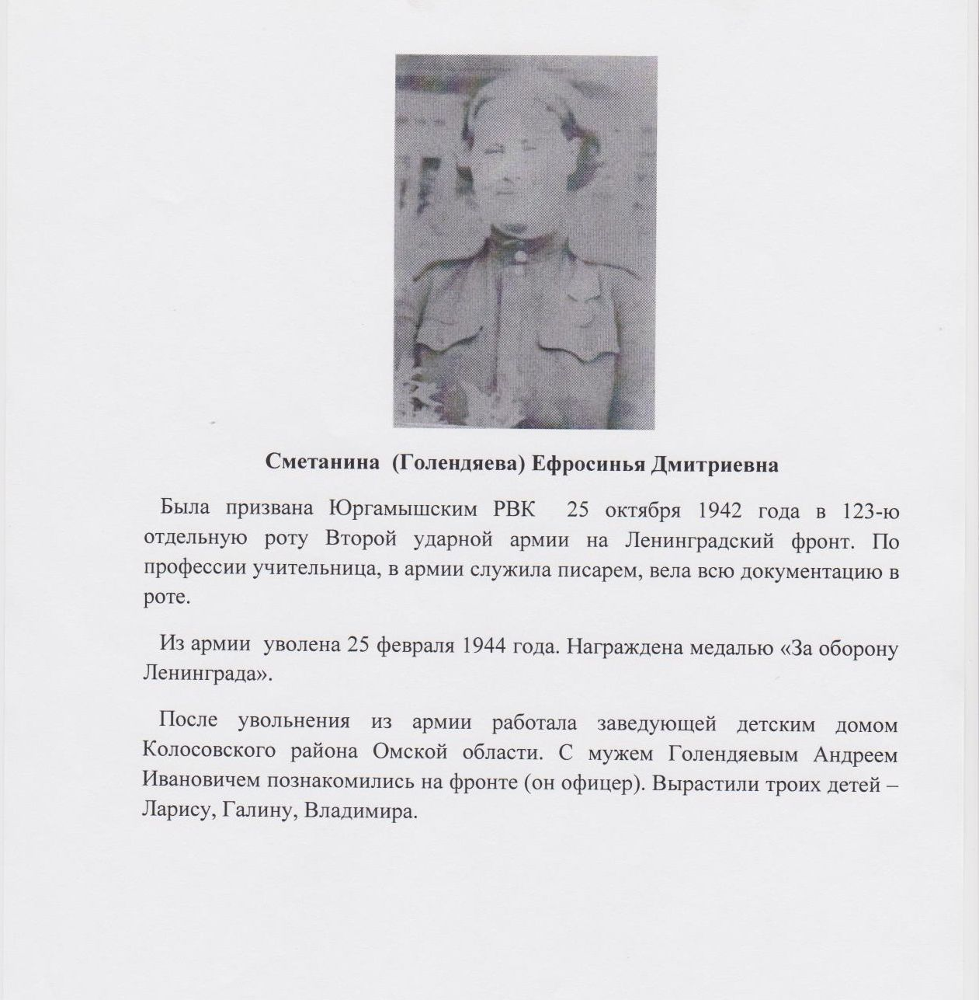 Сметанина (Голендяева) Ефросинья Дмитриевна
Была призвана Юргамышским РВК 25 октября 1942 года в 123-ю
отдельную роту Второй ударной армии на Ленинградский фронт. По
профессии учительница, в армии служила писарем, вела всю документацию в
роте.
Из армии уволена 25 февраля 1944 года. Награждена медалью «За оборону
Ленинграда».
После увольнения из армии работала заведующей детским домом
Колосовского района Омской области. С мужем Голендяевым Андреем
Ивановичем познакомились на фронте (он офицер). Вырастили троих детей –
Ларису, Галину, Владимира.